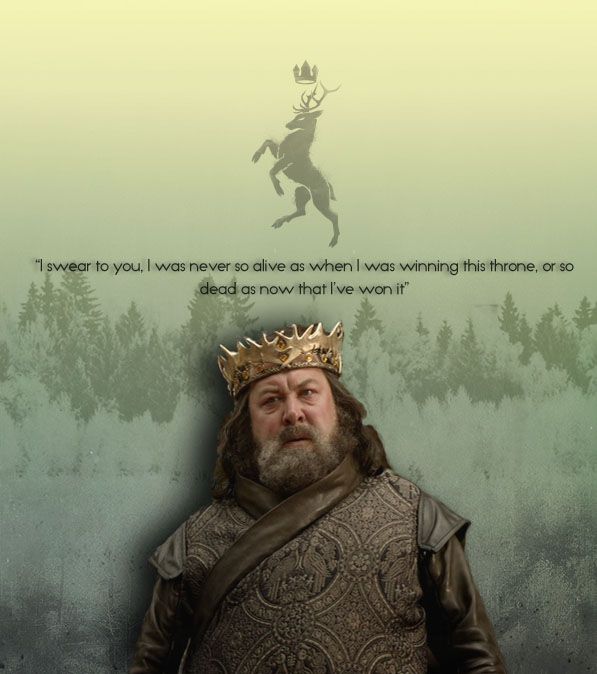 “I swear to you, I was never so alive as when I was winning this throne, or so
dead as now that I've won it”